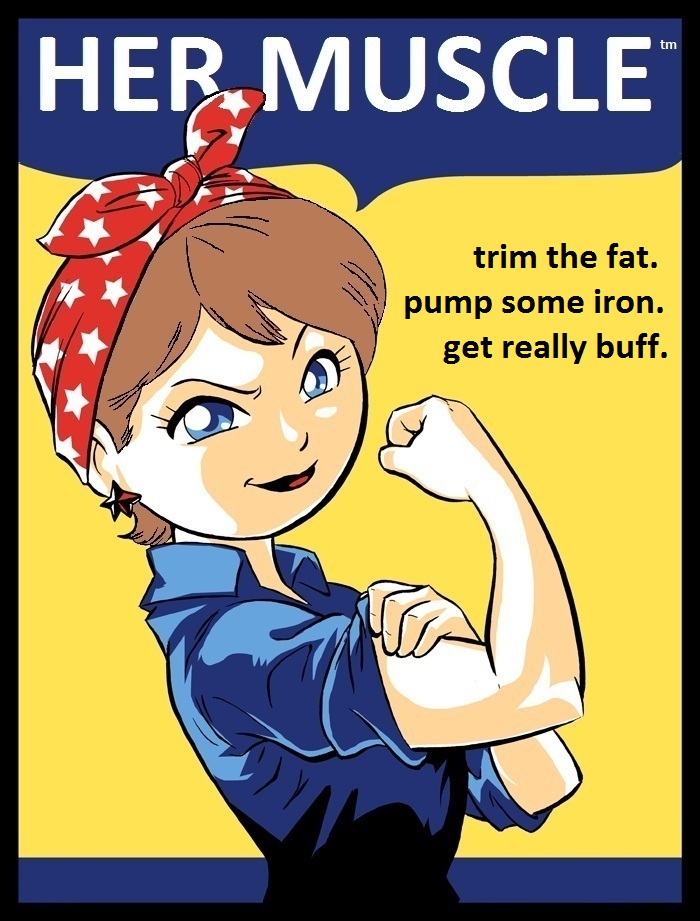 HER MUSCLE tm
trim the fat.
pump some iron.
get really buff.